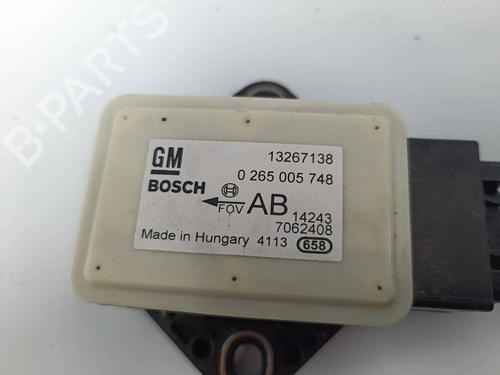 B-PARTS
GM 13267138
BOSCH 0 265 005 748
FOV AB 14243
7062408
Made in Hungary 4113 658